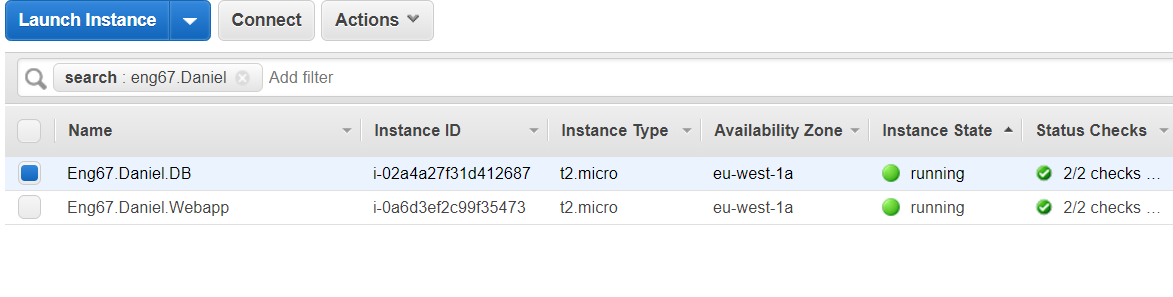 Launch Instance Connect Actions
search : eng67.Daniel Add filter
Name Instance ID Instance Type Availability Zone Instance State Status Checks
Eng67.Daniel.DB i-02a4a27f31d412687 t2.micro eu-west-1a running 2/2 checks ...
Eng67.Daniel.Webapp i-0a6d3ef2c99f35473 t2.micro eu-west-1a running 2/2 checks ...